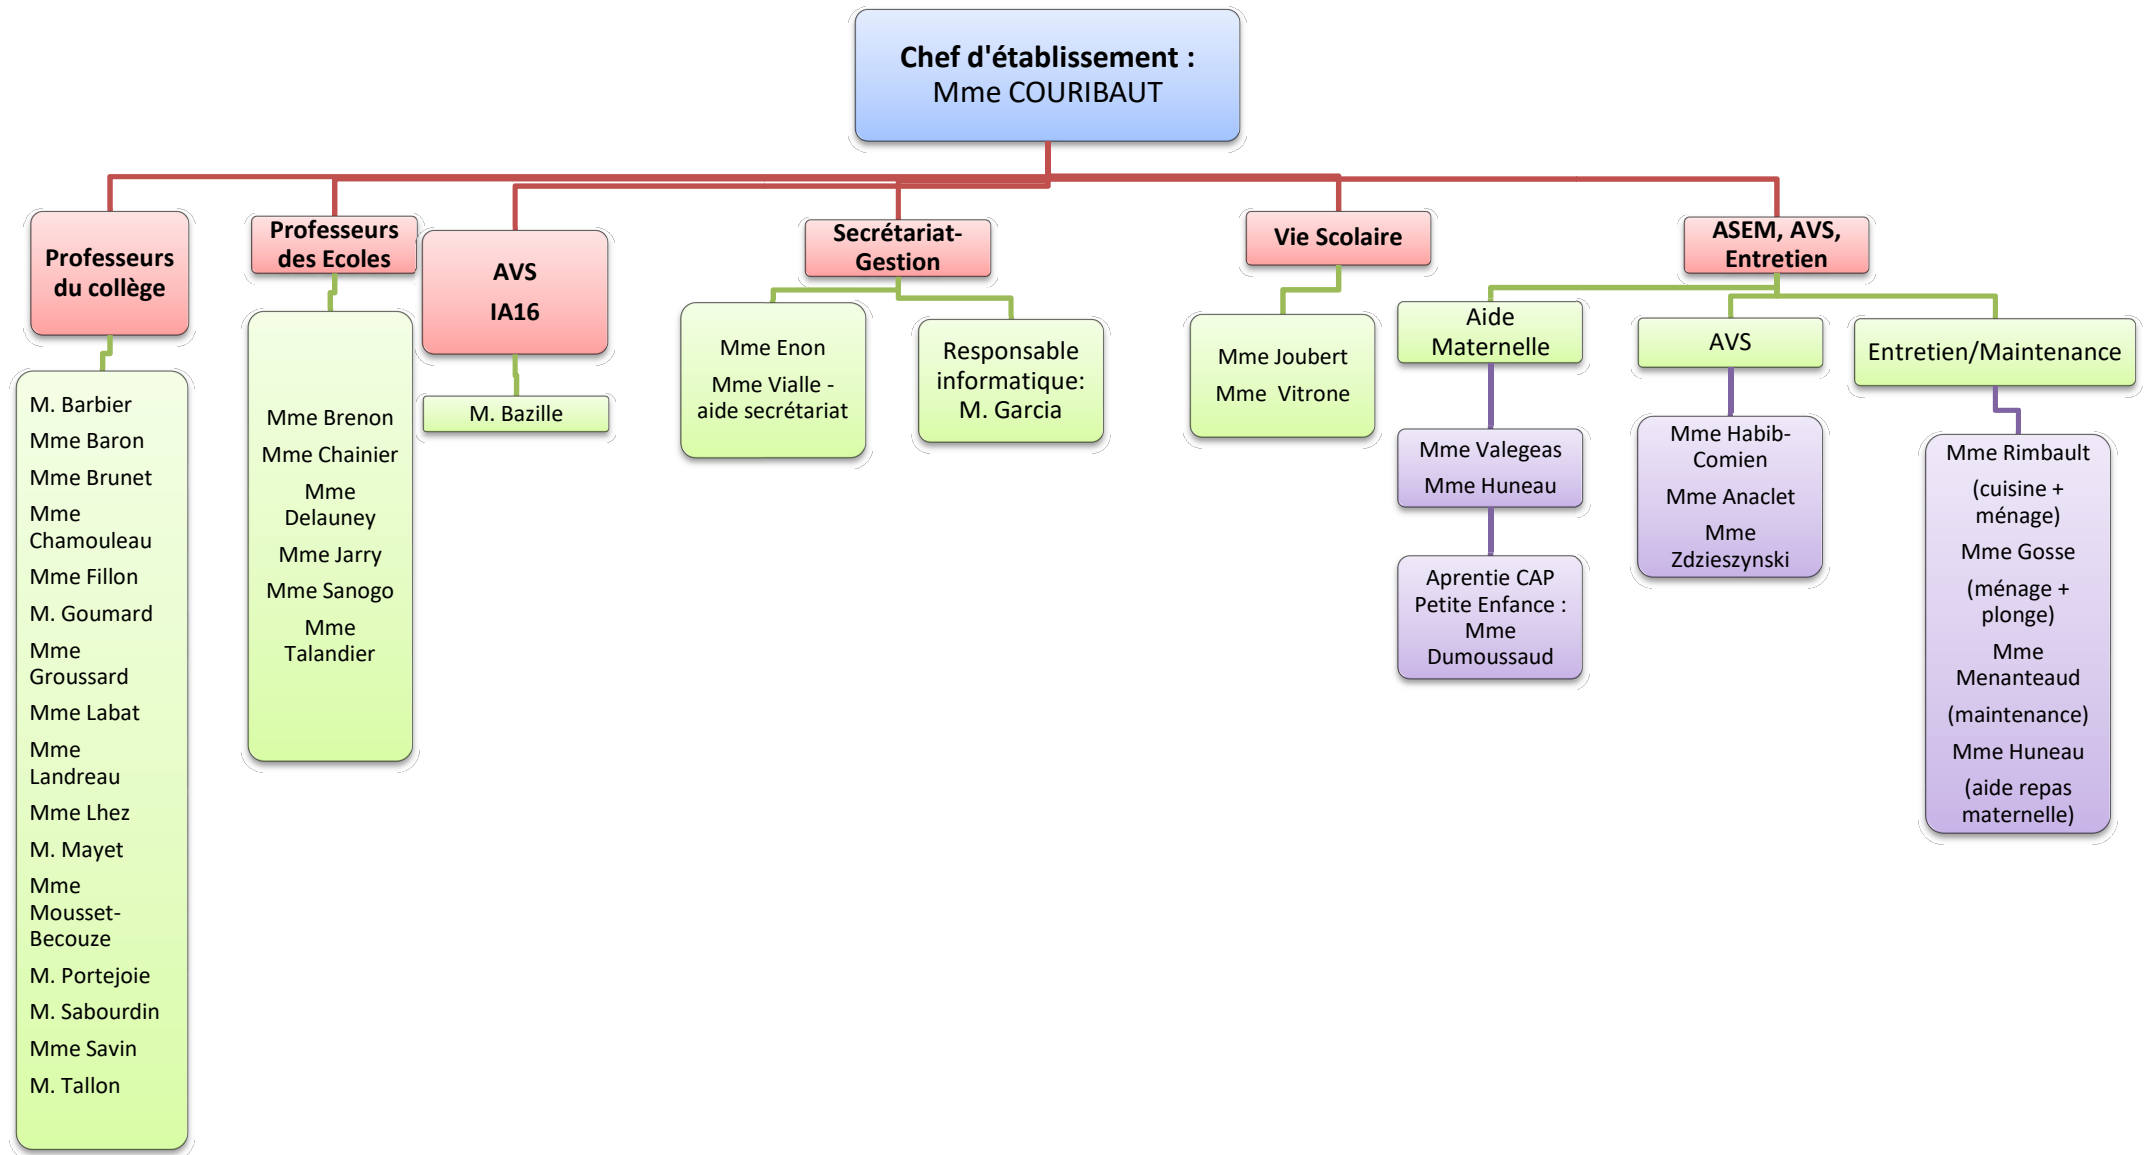 Chef d'établissement :
Mme COURIBAUT
Professeurs
du collège
M. Barbier
Mme Baron
Mme Brunet
Mme
Chamouleau
Mme Fillon
M. Goumard
Mme
Groussard
Mme Labat
Mme
Landreau
Mme Lhez
M. Mayet
Mme
Mousset-
Becouze
M. Portejoie
M. Sabourdin
Mme Savin
M. Tallon
Professeurs
des Ecoles
Mme Brenon
Mme Chainier
Mme
Delauney
Mme Jarry
Mme Sanogo
Mme
Talandier
AVS
IA16
M. Bazille
Secrétariat-
Gestion
Mme Enon
Mme Vialle -
aide secrétariat
Responsable
informatique:
M. Garcia
Vie Scolaire
Mme Joubert
Mme  Vitrone
ASEM, AVS,
Entretien
Aide
Maternelle
Mme Valegeas
Mme Huneau
Aprentie CAP
Petite Enfance :
Mme
Dumoussaud
AVS
Mme Habib-
Comien
Mme Anaclet
Mme
Zdzieszynski
Entretien/Maintenance
Mme Rimbault
(cuisine +
ménage)
Mme Gosse
(ménage +
plonge)
Mme
Menanteaud
(maintenance)
Mme Huneau
(aide repas
maternelle)